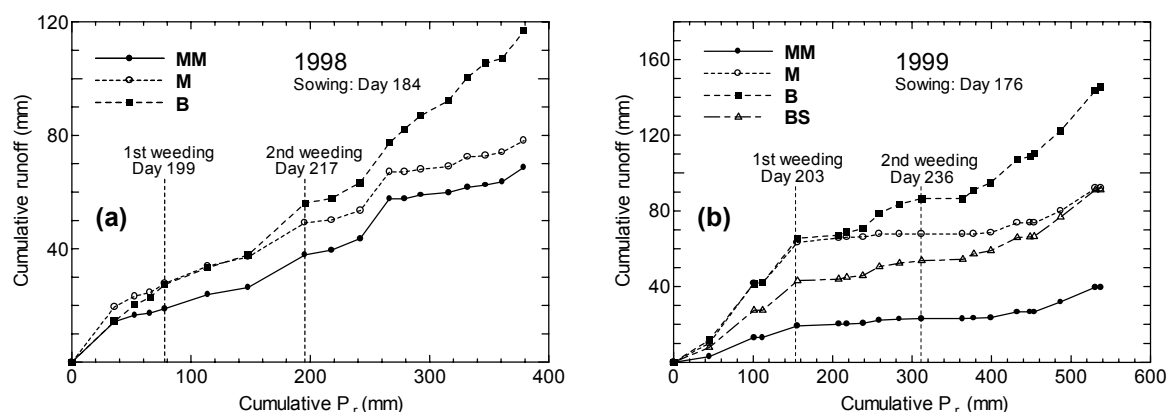 120
80
40
0
0
100
200
300
400
Cumulative runoff (mm)
Cumulative P r (mm)
MM
M
B
1998
Sowing: Day 184
1st weeding
Day 199
2nd weeding
Day 217
(a)
160
120
80
40
0
0
100
200
300
400
500
600
Cumulative runoff (mm)
Cumulative P r (mm)
MM
M
B
BS
1999
Sowing: Day 176
1st weeding
Day 203
2nd weeding
Day 236
(b)